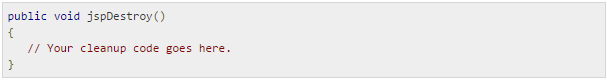 public void jspDestroy()
{
   // Your cleanup code goes here.
}